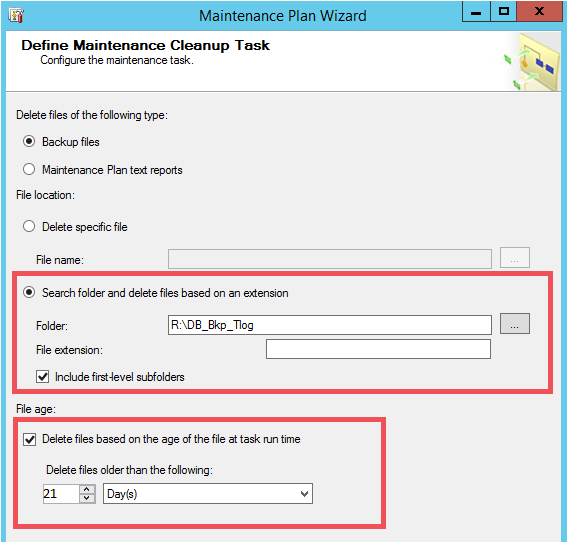 Maintenance Plan Wizard
Define Maintenance Cleanup Task
Configure the maintenance task.
Delete files of the following type:
Backup files
Maintenance Plan text reports
File location:
Delete specific file
File name:
...
Search folder and delete files based on an extension
Folder: R:\DB_Bkp_Tlog ...
File extension:
Include first-level subfolders
File age:
Delete files based on the age of the file at task run time
Delete files older than the following:
21 Day(s)